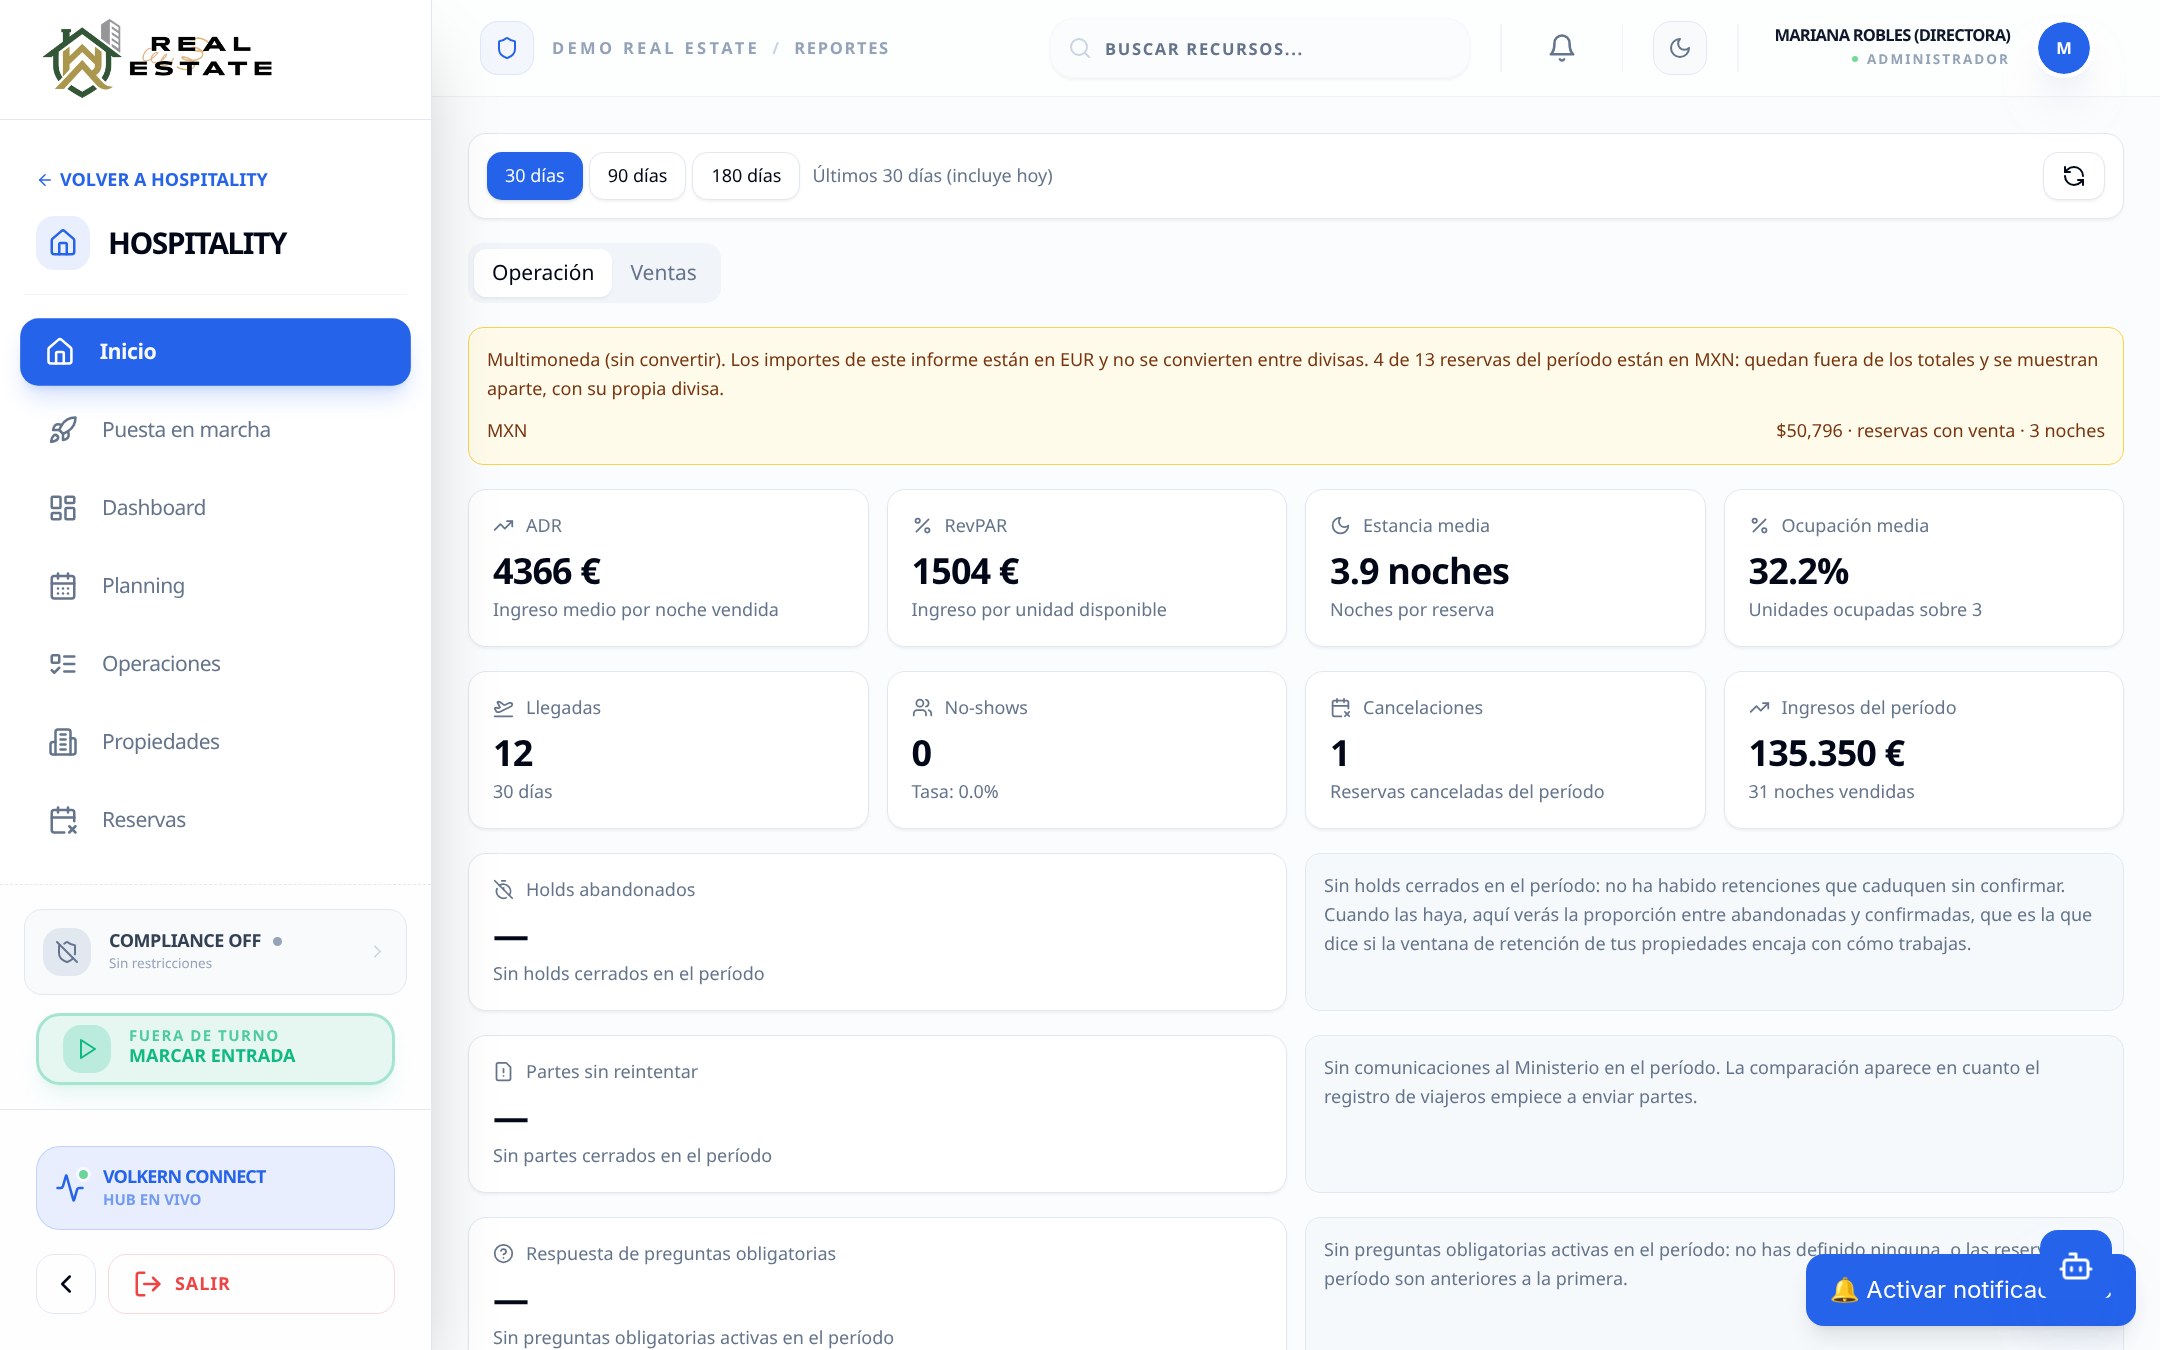 REAL
ESTATE
DEMO REAL ESTATE / REPORTES
BUSCAR RECURSOS...
MARIANA ROBLES (DIRECTORA)
ADMINISTRADOR
M
VOLVER A HOSPITALITY
HOSPITALITY
Inicio
Puesta en marcha
Dashboard
Planning
Operaciones
Propiedades
Reservas
COMPLIANCE OFF
Sin restricciones
FUERA DE TURNO
MARCAR ENTRADA
VOLKERN CONNECT
HUB EN VIVO
SALIR
30 días
90 días
180 días
Últimos 30 días (incluye hoy)
Operación
Ventas
Multimoneda (sin convertir). Los importes de este informe están en EUR y no se convierten entre divisas. 4 de 13 reservas del período están en MXN: quedan fuera de los totales y se muestran
aparte, con su propia divisa.
MXN
$50,796 · reservas con venta · 3 noches
ADR
4366 €
Ingreso medio por noche vendida
RevPAR
1504 €
Ingreso por unidad disponible
Estancia media
3.9 noches
Noches por reserva
Ocupación media
32.2%
Unidades ocupadas sobre 3
Llegadas
12
30 días
No-shows
0
Tasa: 0.0%
Cancelaciones
1
Reservas canceladas del período
Ingresos del período
135.350 €
31 noches vendidas
Holds abandonados
—
Sin holds cerrados en el período
Sin holds cerrados en el período: no ha habido retenciones que caduquen sin confirmar.
Cuando las haya, aquí verás la proporción entre abandonadas y confirmadas, que es la que
dice si la ventana de retención de tus propiedades encaja con cómo trabajas.
Partes sin reintentar
—
Sin partes cerrados en el período
Sin comunicaciones al Ministerio en el período. La comparación aparece en cuanto el
registro de viajeros empiece a enviar partes.
Respuesta de preguntas obligatorias
—
Sin preguntas obligatorias activas en el período
Sin preguntas obligatorias activas en el período: no has definido ninguna, o las
período son anteriores a la primera.
🔔 Activar